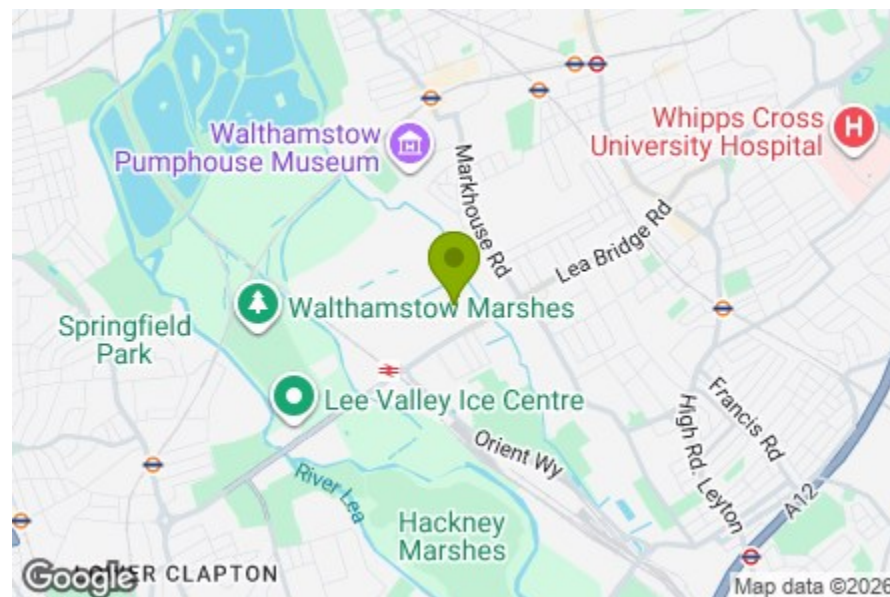 Walthamstow
Pumphouse Museum
Whipps Cross
University Hospital
H
Markhouse Rd
Lea Bridge Rd
Walthamstow Marshes
Springfield
Park
Lee Valley Ice Centre
Francis Rd
High Rd. Leyton
Orient Wy
A12
River Lea
Hackney
Marshes
Google
ER CLAPTON
Map data ©2026